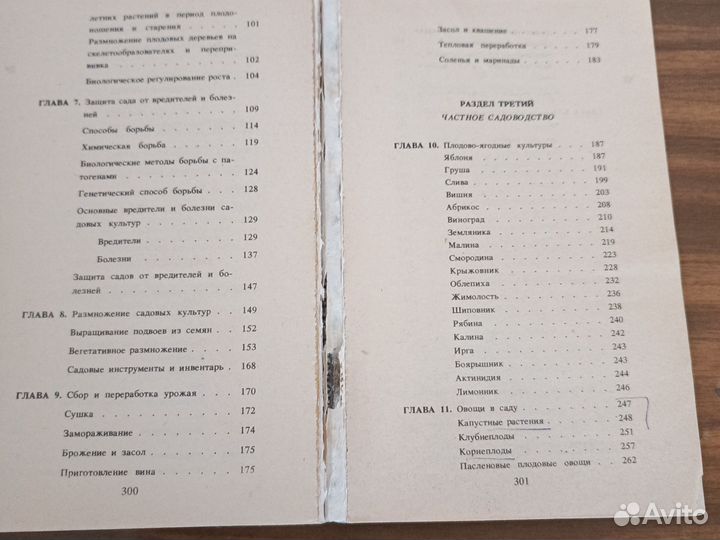 летних растений в период плодо-
ношения и старения . . . . . 101
Размножение плодовых деревьев на
скелетообразователях и перепри-
вивка . . . . . . . . . 102
Биологическое регулирование роста . 104
ГЛАВА 7. Защита сада от вредителей и болез-
ней . . . . . . . . . . 109
Способы борьбы . . . . . . . 114
Химическая борьба . . . . . . 119
Биологические методы борьбы с па-
тогенами . . . . . . . . . 124
Генетический способ борьбы . . . 128
Основные вредители и болезни са-
довых культур . . . . . . . 129
Вредители . . . . . . . 129
Болезни . . . . . . . . 137
Защита садов от вредителей и бо-
лезней . . . . . . . . . 147
ГЛАВА 8. Размножение садовых культур . . 149
Выращивание подвоев из семян . . 152
Вегетативное размножение . . . . 153
Садовые инструменты и инвентарь . 168
ГЛАВА 9. Сбор и переработка урожая . . . 170
Сушка . . . . . . . . . . 172
Замораживание . . . . . . . 174
Брожение и засол . . . . . . 175
Приготовление вина . . . . . . 175
300
Засол и квашение . . . . . . 177
Тепловая переработка . . . . . 179
Соленья и маринады . . . . . 183
РАЗДЕЛ ТРЕТИЙ
ЧАСТНОЕ САДОВОДСТВО
ГЛАВА 10. Плодово-ягодные культуры . . . 187
Яблоня . . . . . . . . . 187
Груша . . . . . . . . . 191
Слива . . . . . . . . . 199
Вишня . . . . . . . . . 203
Абрикос . . . . . . . . . 208
Виноград . . . . . . . . 210
Земляника . . . . . . . . 214
Малина . . . . . . . . . 219
Смородина . . . . . . . . 223
Крыжовник . . . . . . . . 228
Облепиха . . . . . . . . 232
Жимолость . . . . . . . . 236
Шиповник . . . . . . . . 238
Рябина . . . . . . . . . 240
Калина . . . . . . . . . 242
Ирга . . . . . . . . . . 243
Боярышник . . . . . . . . 243
Актинидия . . . . . . . . 244
Лимонник . . . . . . . . 246
ГЛАВА 11. Овощи в саду . . . . . . . 247
Капустные растения . . . . . . 248
Клубнеплоды . . . . . . . . 251
Корнеплоды . . . . . . . . 257
Пасленовые плодовые овощи . . 262
301
Avito